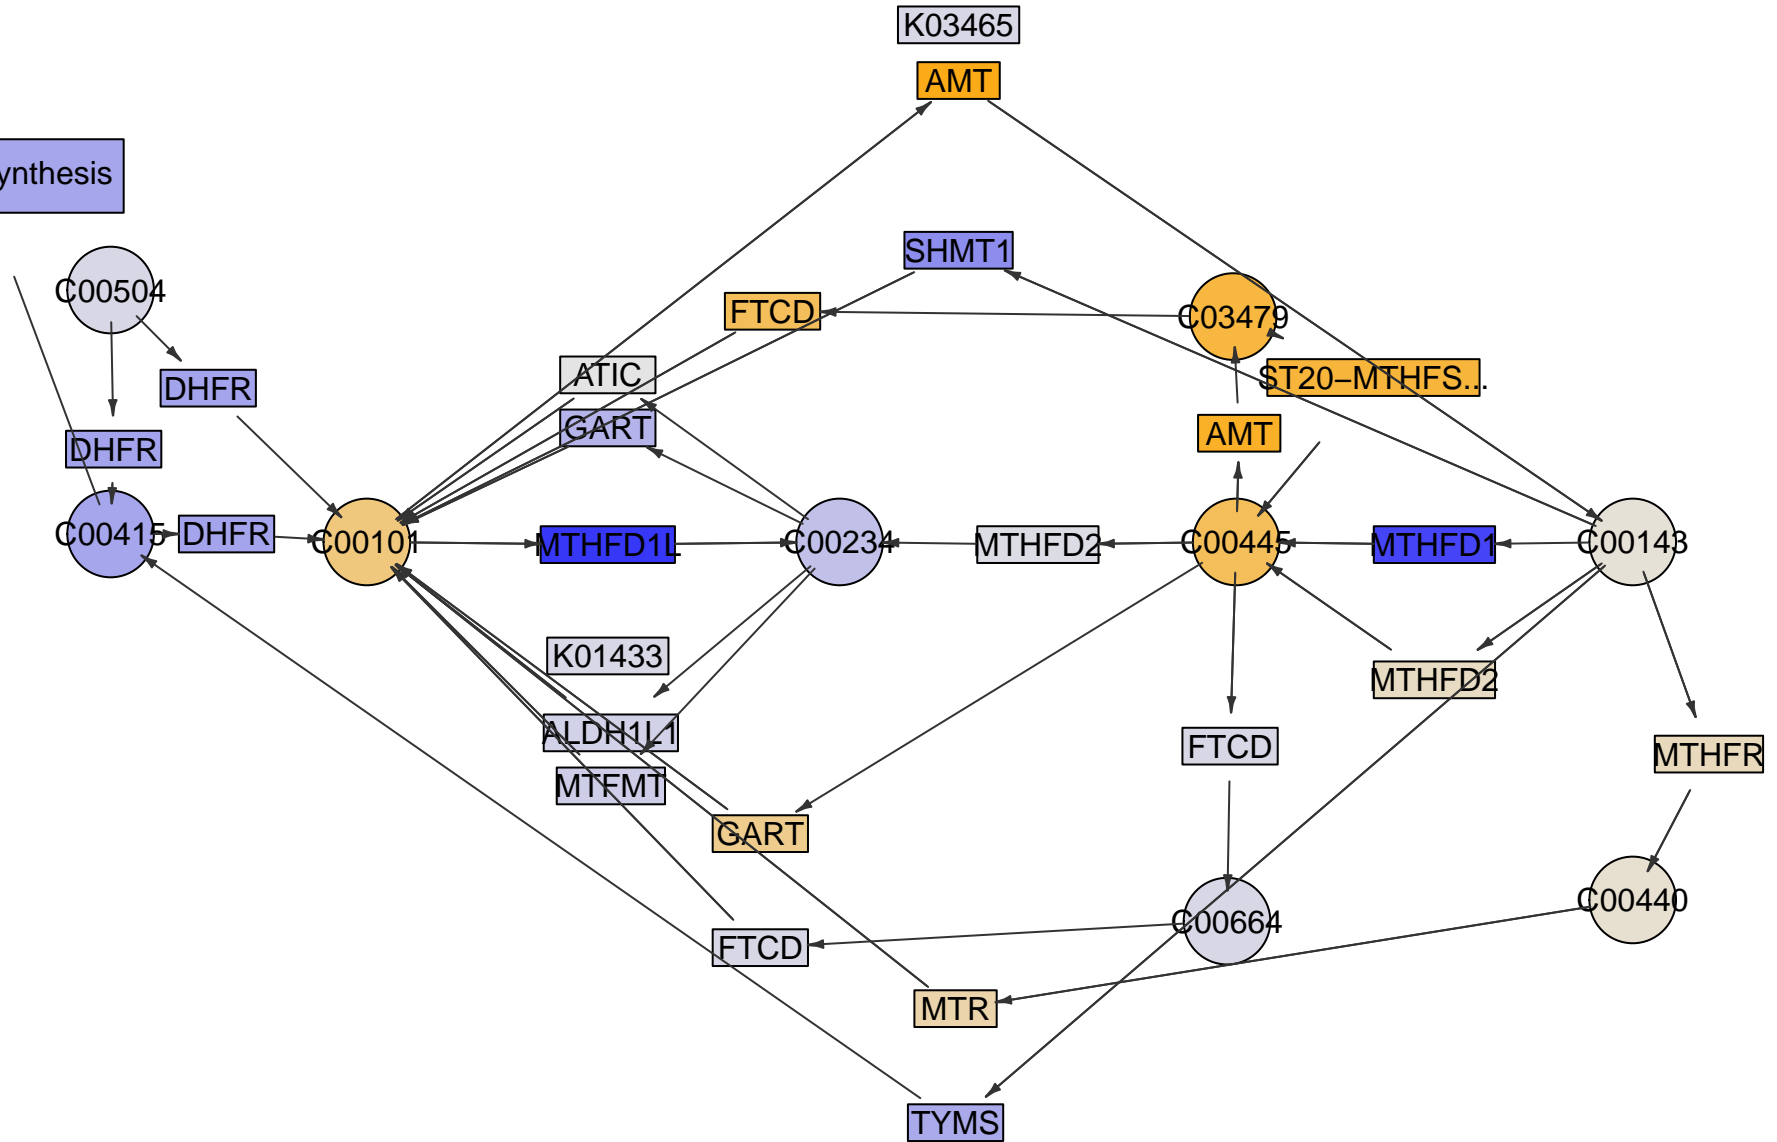 K03465
AMT
ynthesis
SHMT1
C00504
FTCD
C03479
ATIC
DHFR
ST20−MTHFS...
GART
AMT
DHFR
C00415
DHFR
C00101
MTHFD1L
C00234
MTHFD2
C00445
MTHFD1
C00143
K01433
MTHFD2
ALDH1L1
FTCD
MTHFR
MTFMT
GART
C00440
C00664
FTCD
MTR
TYMS